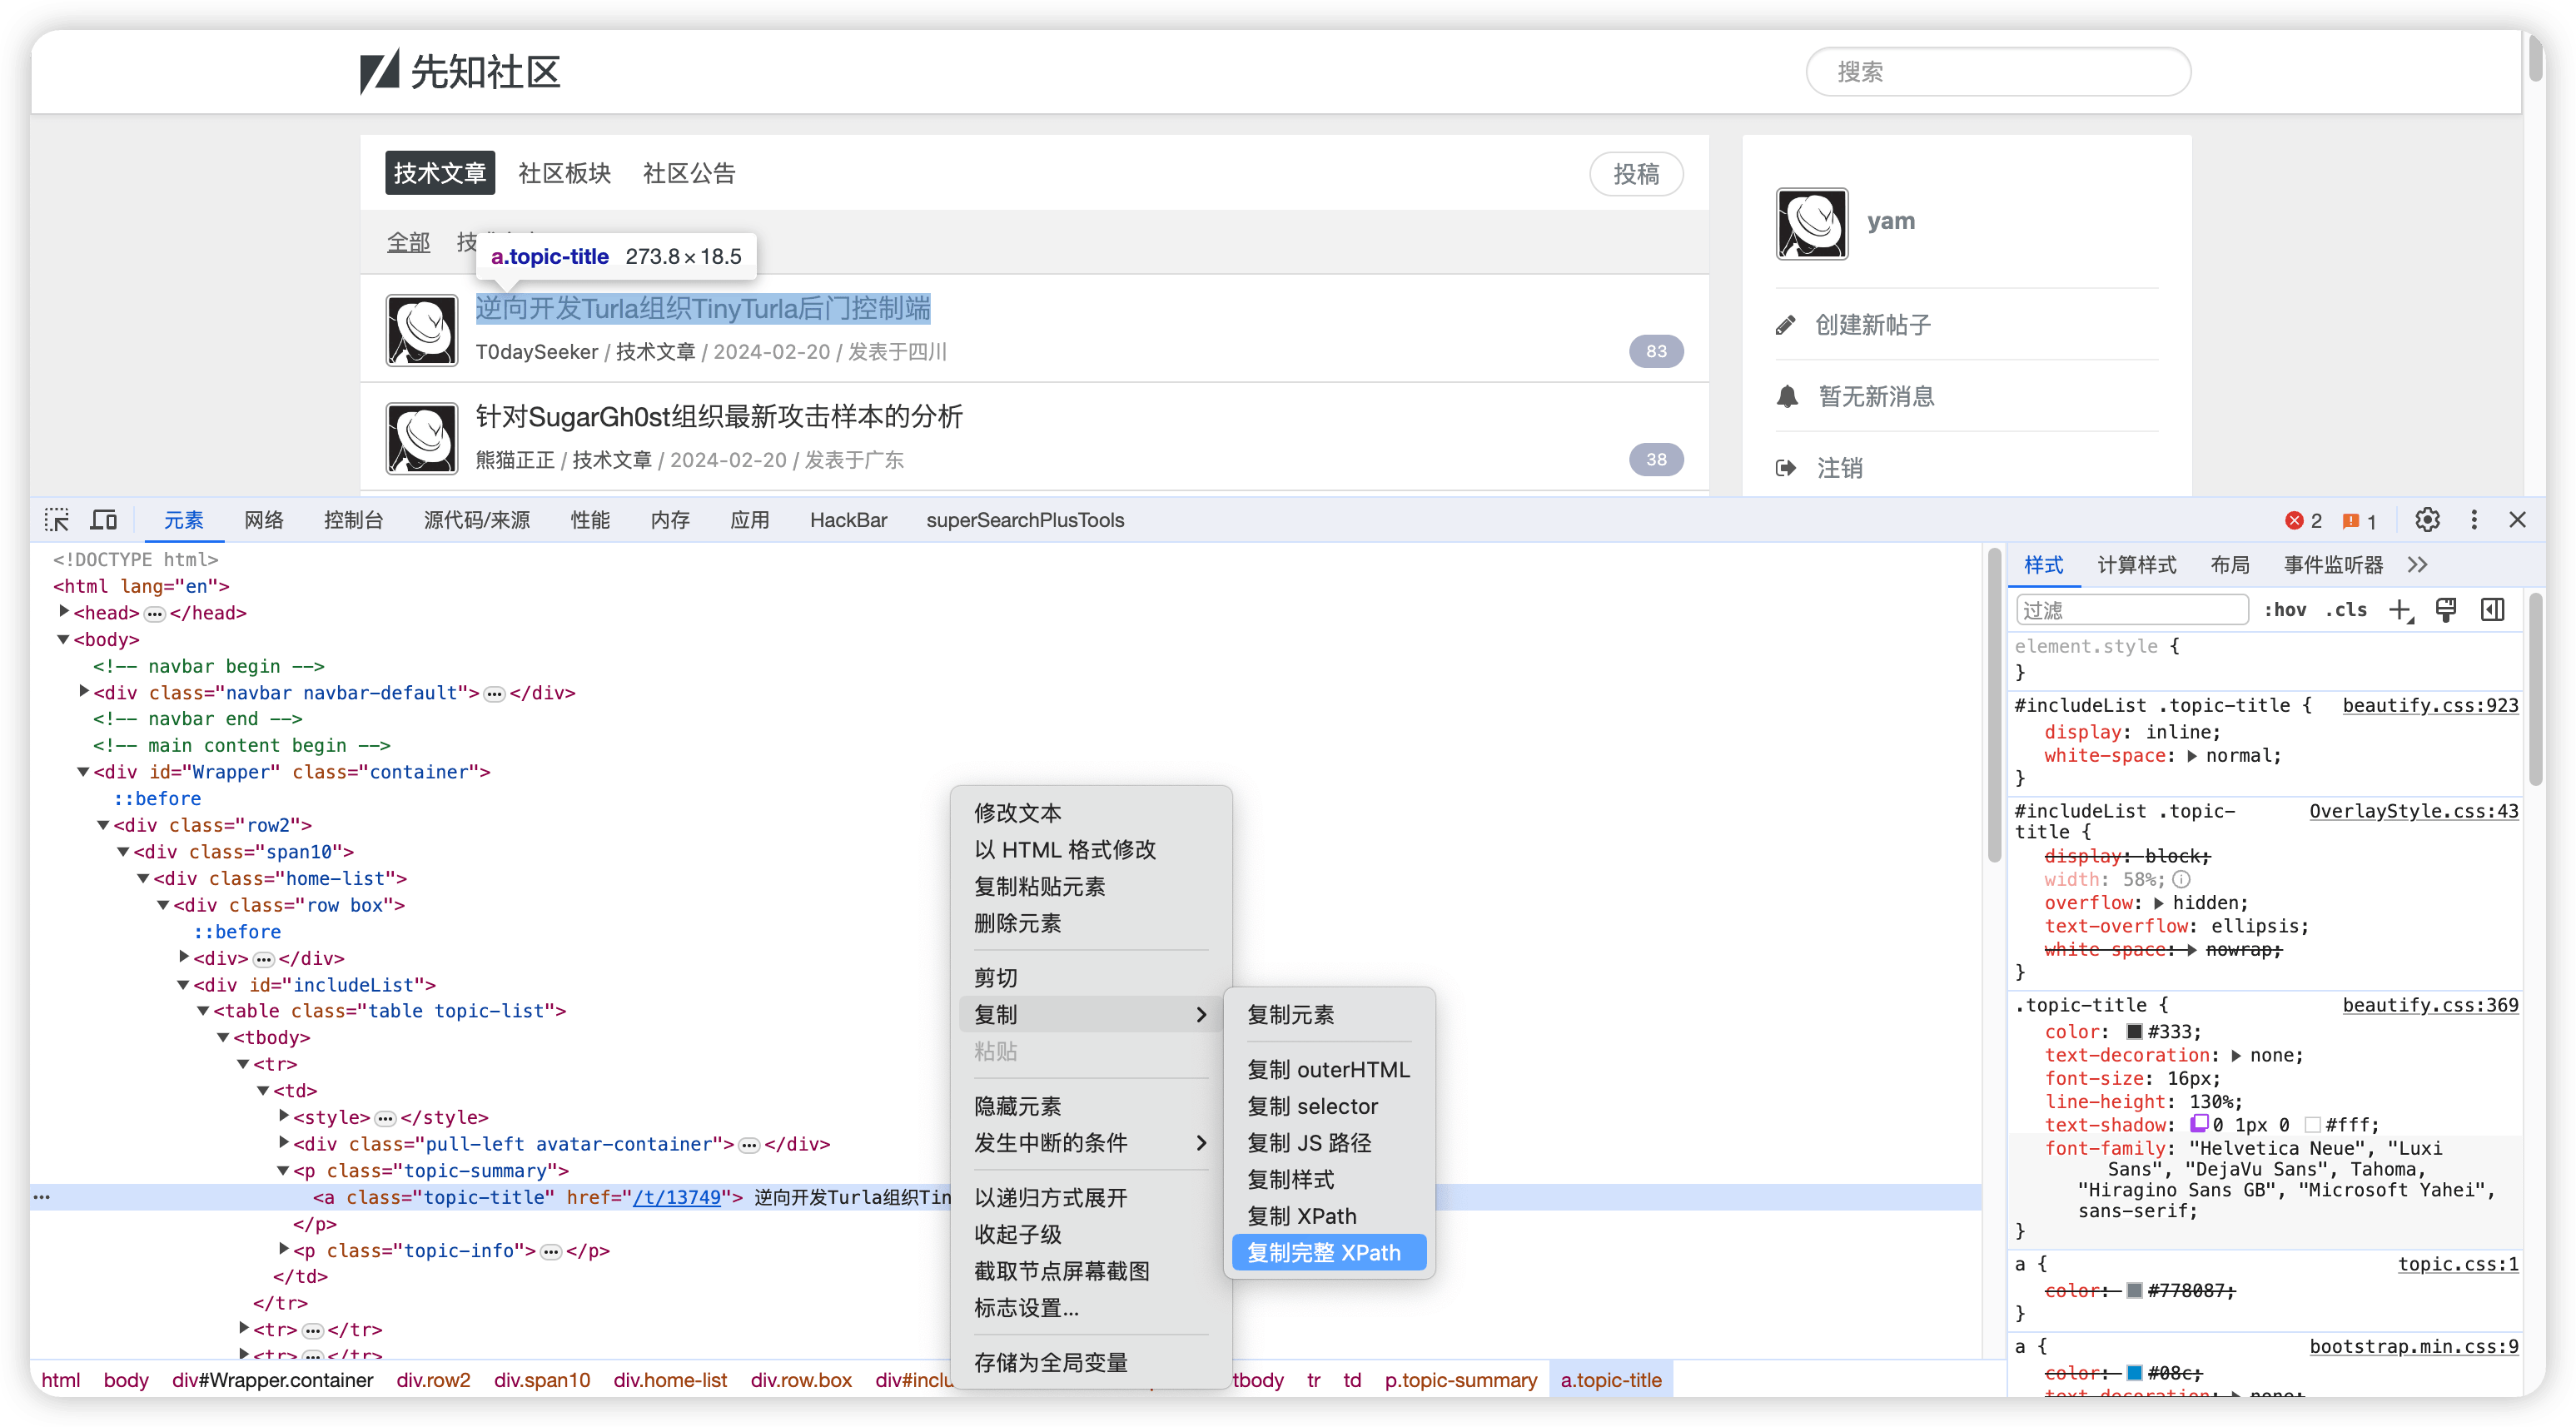 先知社区
搜索
技术文章 社区板块 社区公告 投稿
全部
a.topic-title 273.8×18.5
逆向开发Turla组织TinyTurla后门控制端
T0daySeeker / 技术文章 / 2024-02-20 / 发表于四川
83
针对SugarGh0st组织最新攻击样本的分析
熊猫正正 / 技术文章 / 2024-02-20 / 发表于广东
38
yam
创建新帖子
暂无新消息
注销
元素 网络 控制台 源代码/来源 性能 内存 应用 HackBar superSearchPlusTools 2 1
<!DOCTYPE html>
<html lang="en">
<head> ••• </head>
<body>
<!-- navbar begin -->
<div class="navbar navbar-default"> ••• </div>
<!-- navbar end -->
<!-- main content begin -->
<div id="Wrapper" class="container">
::before
<div class="row2">
<div class="span10">
<div class="home-list">
<div class="row box">
::before
<div> ••• </div>
<div id="includeList">
<table class="table topic-list">
<tbody>
<tr>
<td>
<style> ••• </style>
<div class="pull-left avatar-container"> ••• </div>
<p class="topic-summary">
••• <a class="topic-title" href="/t/13749"> 逆向开发Turla组织Tin
</p>
<p class="topic-info"> ••• </p>
</td>
</tr>
<tr> ••• </tr>
<tr> ••• </tr>
html body div#Wrapper.container div.row2 div.span10 div.home-list div.row.box div#inclu tbody tr td p.topic-summary a.topic-title
修改文本
以 HTML 格式修改
复制粘贴元素
删除元素
剪切
复制
粘贴
隐藏元素
发生中断的条件
以递归方式展开
收起子级
截取节点屏幕截图
标志设置...
存储为全局变量
复制元素
复制 outerHTML
复制 selector
复制 JS 路径
复制样式
复制 XPath
复制完整 XPath
样式 计算样式 布局 事件监听器
过滤 :hov .cls
element.style {
}
#includeList .topic-title { beautify.css:923
display: inline;
white-space: normal;
}
#includeList .topic- OverlayStyle.css:43
title {
display: block;
width: 58%;
overflow: hidden;
text-overflow: ellipsis;
white-space: nowrap;
}
.topic-title { beautify.css:369
color: #333;
text-decoration: none;
font-size: 16px;
line-height: 130%;
text-shadow: 0 1px 0 #fff;
font-family: "Helvetica Neue", "Luxi
Sans", "DejaVu Sans", Tahoma,
"Hiragino Sans GB", "Microsoft Yahei",
sans-serif;
}
a { topic.css:1
color: #778087;
}
a { bootstrap.min.css:9
color: #08c;
text-decoration: none;